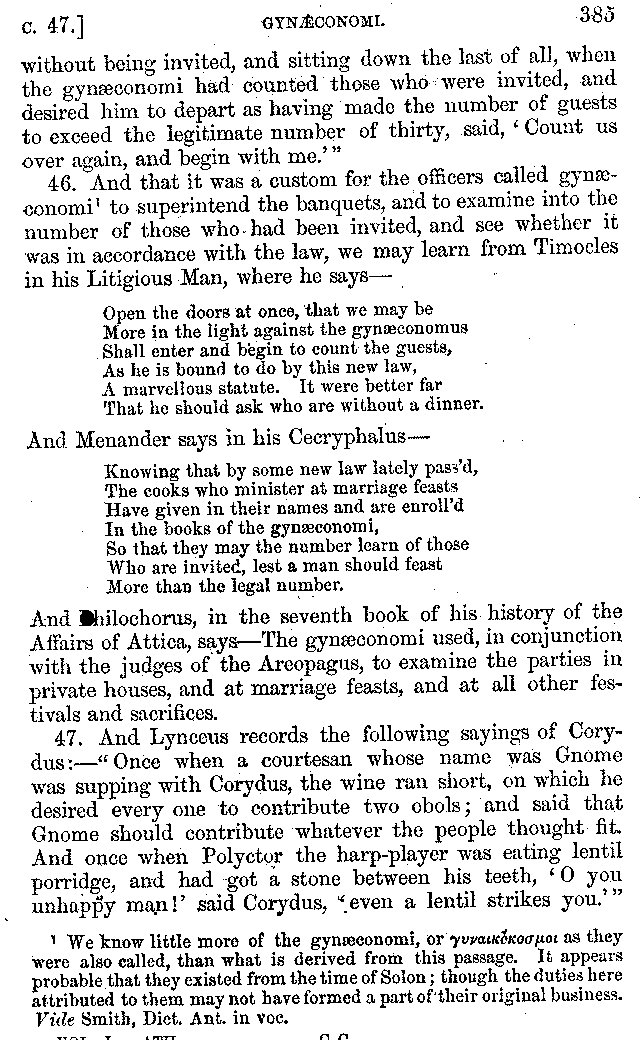 C. 47.] GYNÆCONOMI. 385
without being invited, and sitting down the last of all, when
the gynæconomi had counted those who were invited, and
desired him to depart as having made the number of guests
to exceed the legitimate number of thirty, said, ‘Count us
over again, and begin with me.’”
46. And that it was a custom for the officers called gynæ-
conomi¹ to superintend the banquets, and to examine into the
number of those who had been invited, and see whether it
was in accordance with the law, we may learn from Timocles
in his Litigious Man, where he says—
Open the doors at once, that we may be
More in the light against the gynæconomus
Shall enter and begin to count the guests,
As he is bound to do by this new law,
A marvellous statute. It were better far
That he should ask who are without a dinner.
And Menander says in his Cecryphalus—
Knowing that by some new law lately pass’d,
The cooks who minister at marriage feasts
Have given in their names and are enroll’d
In the books of the gynæconomi,
So that they may the number learn of those
Who are invited, lest a man should feast
More than the legal number.
And Philochorus, in the seventh book of his history of the
Affairs of Attica, says—The gynæconomi used, in conjunction
with the judges of the Areopagus, to examine the parties in
private houses, and at marriage feasts, and at all other fes-
tivals and sacrifices.
47. And Lynceus records the following sayings of Cory-
dus:—“Once when a courtesan whose name was Gnome
was supping with Corydus, the wine ran short, on which he
desired every one to contribute two obols; and said that
Gnome should contribute whatever the people thought fit.
And once when Polyctor the harp-player was eating lentil
porridge, and had got a stone between his teeth, ‘O you
unhappy man!’ said Corydus, ‘even a lentil strikes you.’”
¹ We know little more of the gynæconomi, or γυναικόκοσμοι as they
were also called, than what is derived from this passage. It appears
probable that they existed from the time of Solon; though the duties here
attributed to them may not have formed a part of their original business.
Vide Smith, Dict. Ant. in voc.